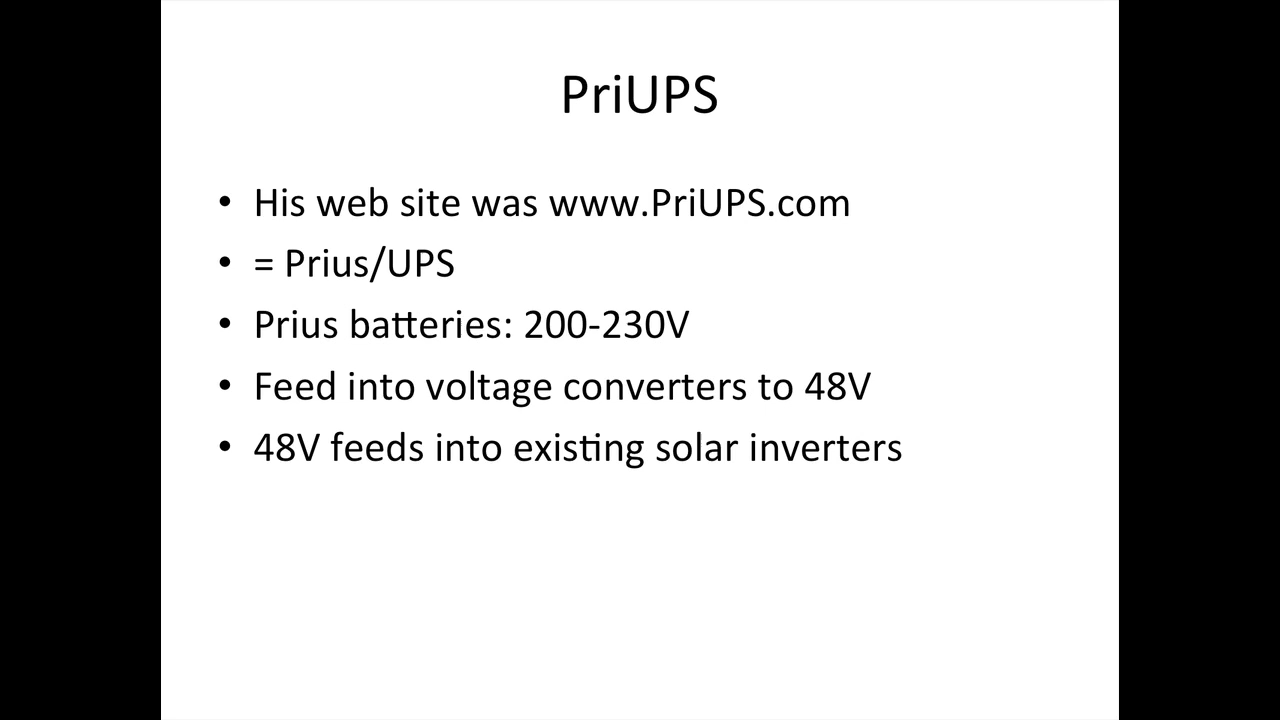 PriUPS
• His web site was www.PriUPS.com
• = Prius/UPS
• Prius batteries: 200-230V
• Feed into voltage converters to 48V
• 48V feeds into existing solar inverters